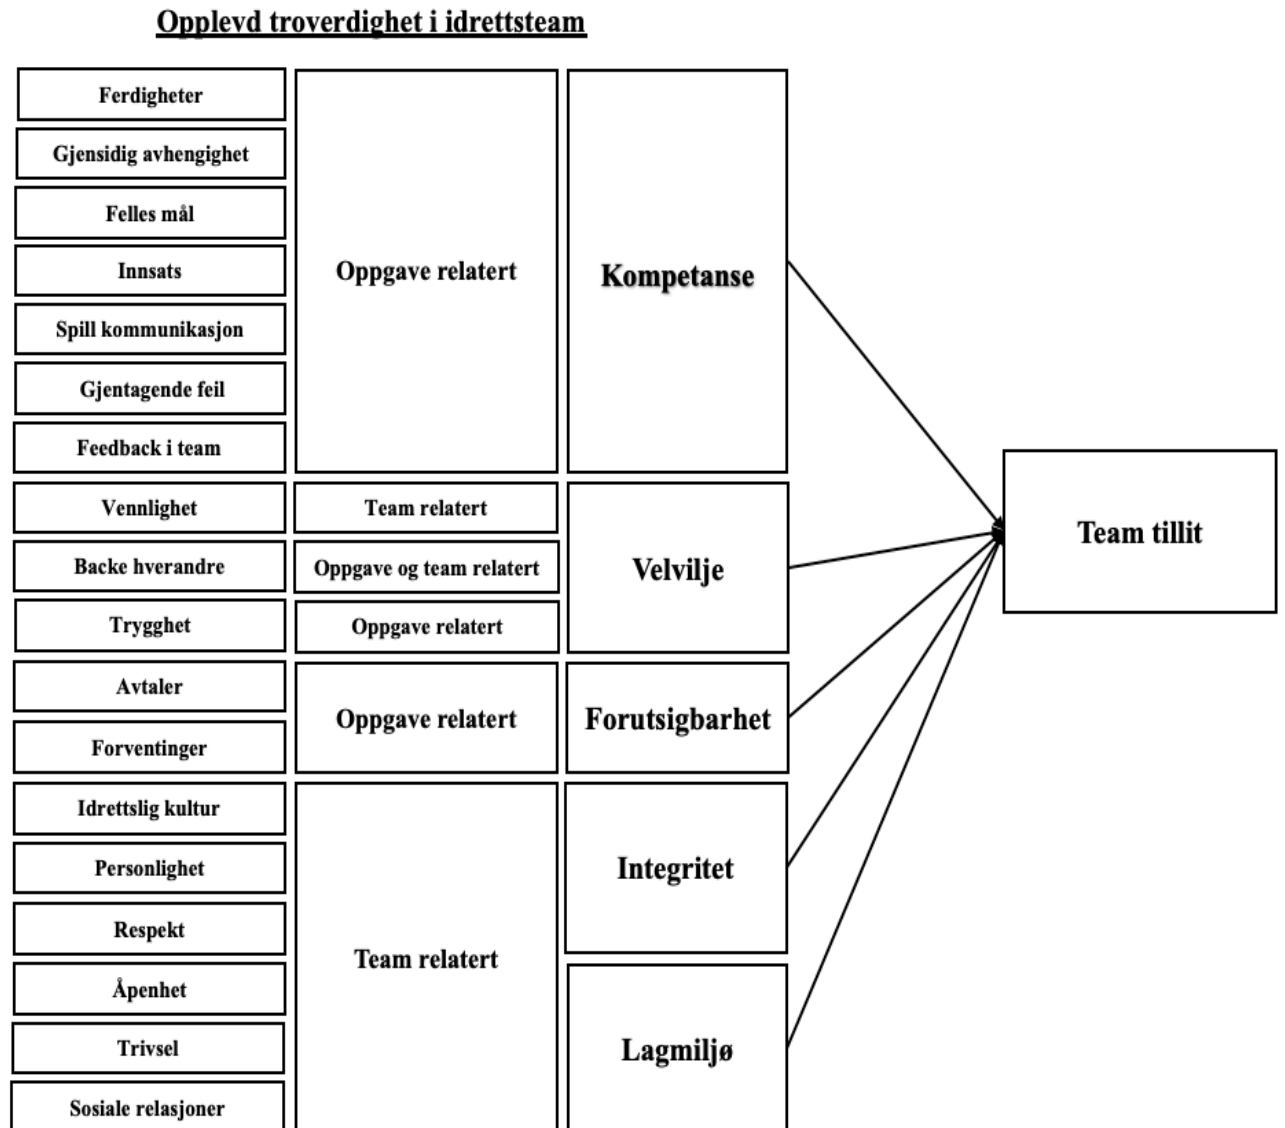 Opplevd troverdighet i idrettsteam
Ferdigheter
Gjensidig avhengighet
Felles mål
Innsats
Spill kommunikasjon
Gjentagende feil
Feedback i team
Oppgave relatert
Kompetanse
Vennlighet
Team relatert
Backe hverandre
Oppgave og team relatert
Trygghet
Oppgave relatert
Velvilje
Avtaler
Forventinger
Oppgave relatert
Forutsigbarhet
Idrettslig kultur
Personlighet
Respekt
Åpenhet
Trivsel
Sosiale relasjoner
Team relatert
Integritet
Lagmiljø
Team tillit